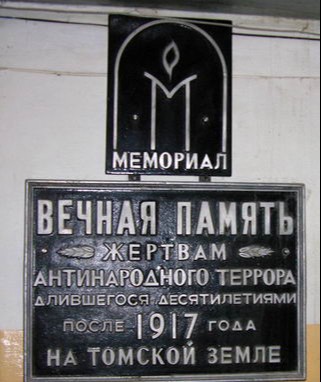 МЕМОРИАЛ
ВЕЧНАЯ ПАМЯТЬ
ЖЕРТВАМ
АНТИНАРОДНОГО ТЕРРОРА
ДЛИВШЕГОСЯ ДЕСЯТИЛЕТИЯМИ
ПОСЛЕ 1917 ГОДА
НА ТОМСКОЙ ЗЕМЛЕ